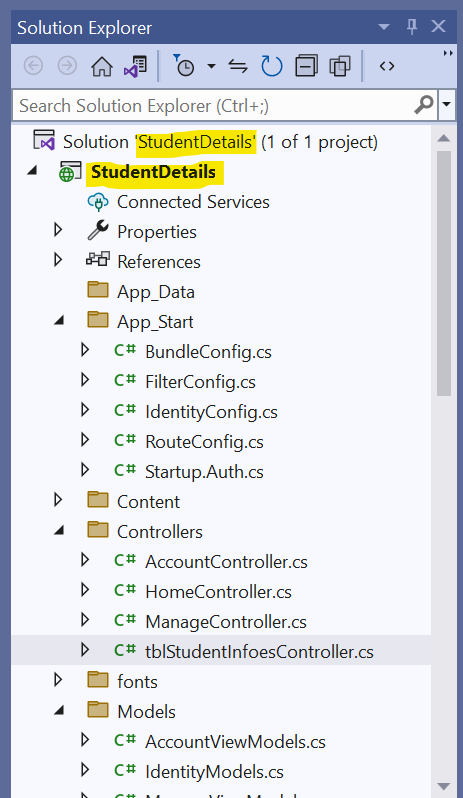 Solution Explorer
Search Solution Explorer (Ctrl+;)
Solution 'StudentDetails' (1 of 1 project)
StudentDetails
Connected Services
Properties
References
App_Data
App_Start
C# BundleConfig.cs
C# FilterConfig.cs
C# IdentityConfig.cs
C# RouteConfig.cs
C# Startup.Auth.cs
Content
Controllers
C# AccountController.cs
C# HomeController.cs
C# ManageController.cs
C# tblStudentInfoesController.cs
fonts
Models
C# AccountViewModels.cs
C# IdentityModels.cs